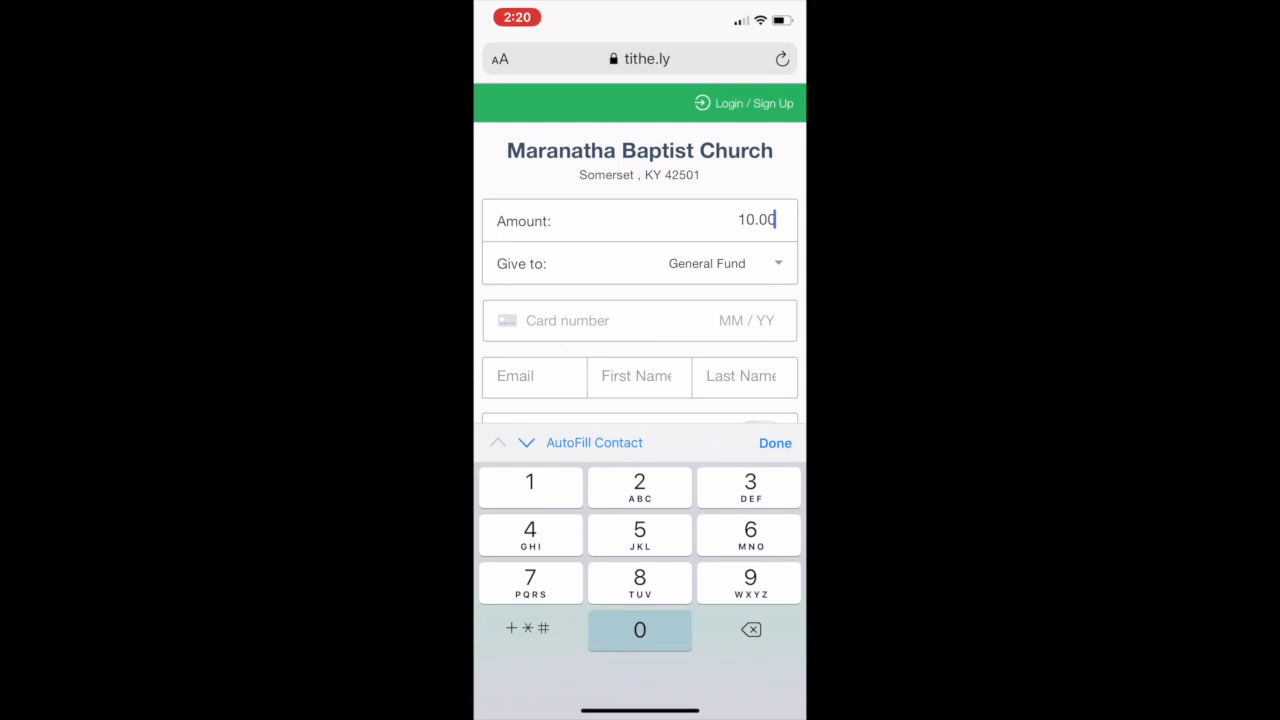 2:20
AA tithe.ly
Login / Sign Up
Maranatha Baptist Church
Somerset , KY 42501
Amount: 10.00
Give to: General Fund
Card number MM / YY
Email First Name Last Name
AutoFill Contact Done
1 2 3
ABC DEF
4 5 6
GHI JKL MNO
7 8 9
PQRS TUV WXYZ
+*# 0